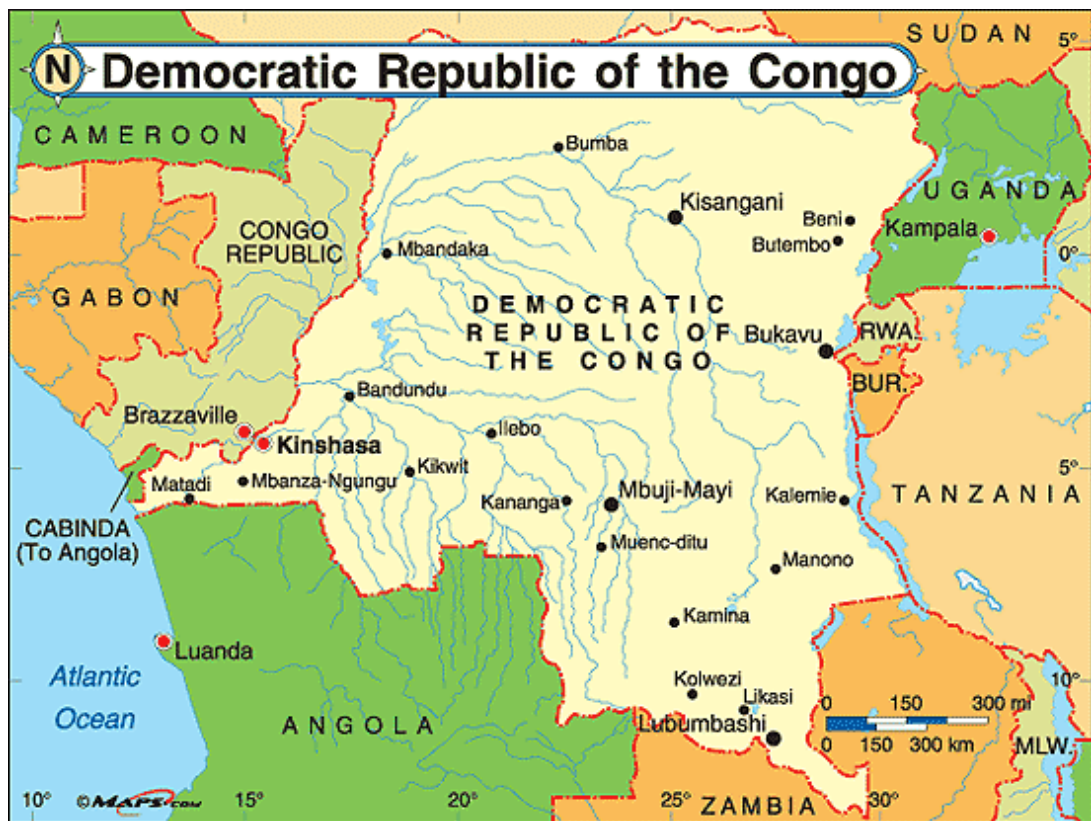 N
Democratic Republic of the Congo
SUDAN
5°
CAMEROON
Bumba
UGANDA
Kisangani
Beni
Kampala
CONGO
REPUBLIC
Butembo
Mbandaka
0°
GABON
DEMOCRATIC
REPUBLIC OF
THE CONGO
Bukavu
RWA.
BUR.
Bandundu
Brazzaville
Ilebo
Kinshasa
Kikwit
Matadi
Mbanza-Ngungu
Kananga
Mbuji-Mayi
Kalemie
5°
TANZANIA
CABINDA
(To Angola)
Muenc-ditu
Manono
Kamina
Luanda
Atlantic
Ocean
Kolwezi
Likasi
10°
ANGOLA
Lubumbashi
0 150 300 mi
0 150 300 km
MLW.
10°
©MAPS.COM
15°
20°
25°
ZAMBIA
30°